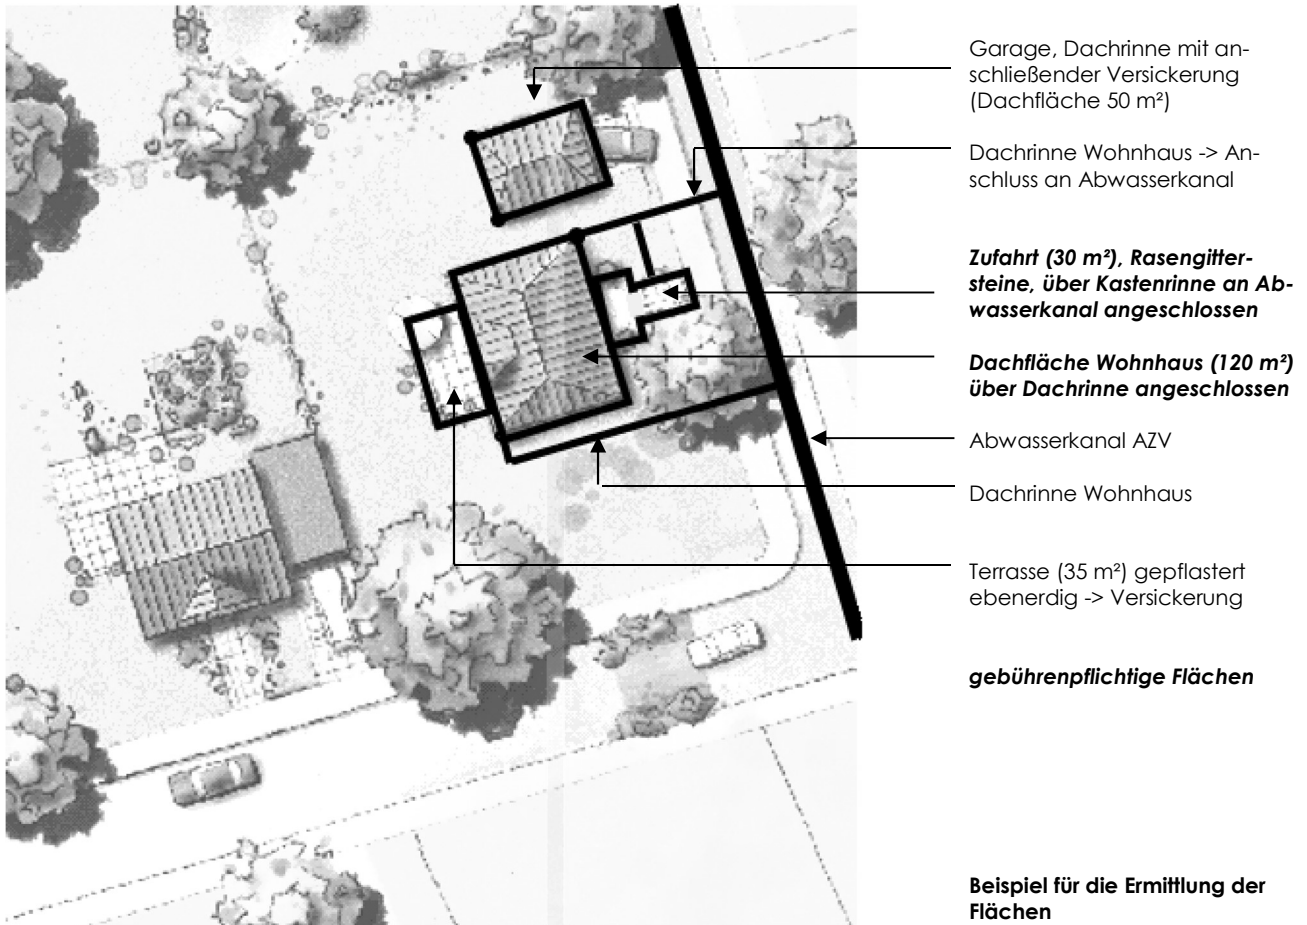 Garage, Dachrinne mit an-
schließender Versickerung
(Dachfläche 50 m²)
Dachrinne Wohnhaus -> An-
schluss an Abwasserkanal
Zufahrt (30 m²), Rasengitter-
steine, über Kastenrinne an Ab-
wasserkanal angeschlossen
Dachfläche Wohnhaus (120 m²)
über Dachrinne angeschlossen
Abwasserkanal AZV
Dachrinne Wohnhaus
Terrasse (35 m²) gepflastert
ebenerdig -> Versickerung
gebührenpflichtige Flächen
Beispiel für die Ermittlung der
Flächen